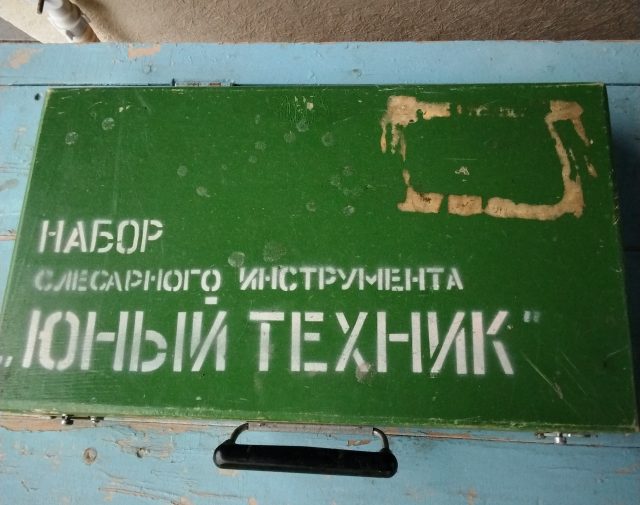 НАБОР
СЛЕСАРНОГО ИНСТРУМЕНТА
„ЮНЫЙ ТЕХНИК"